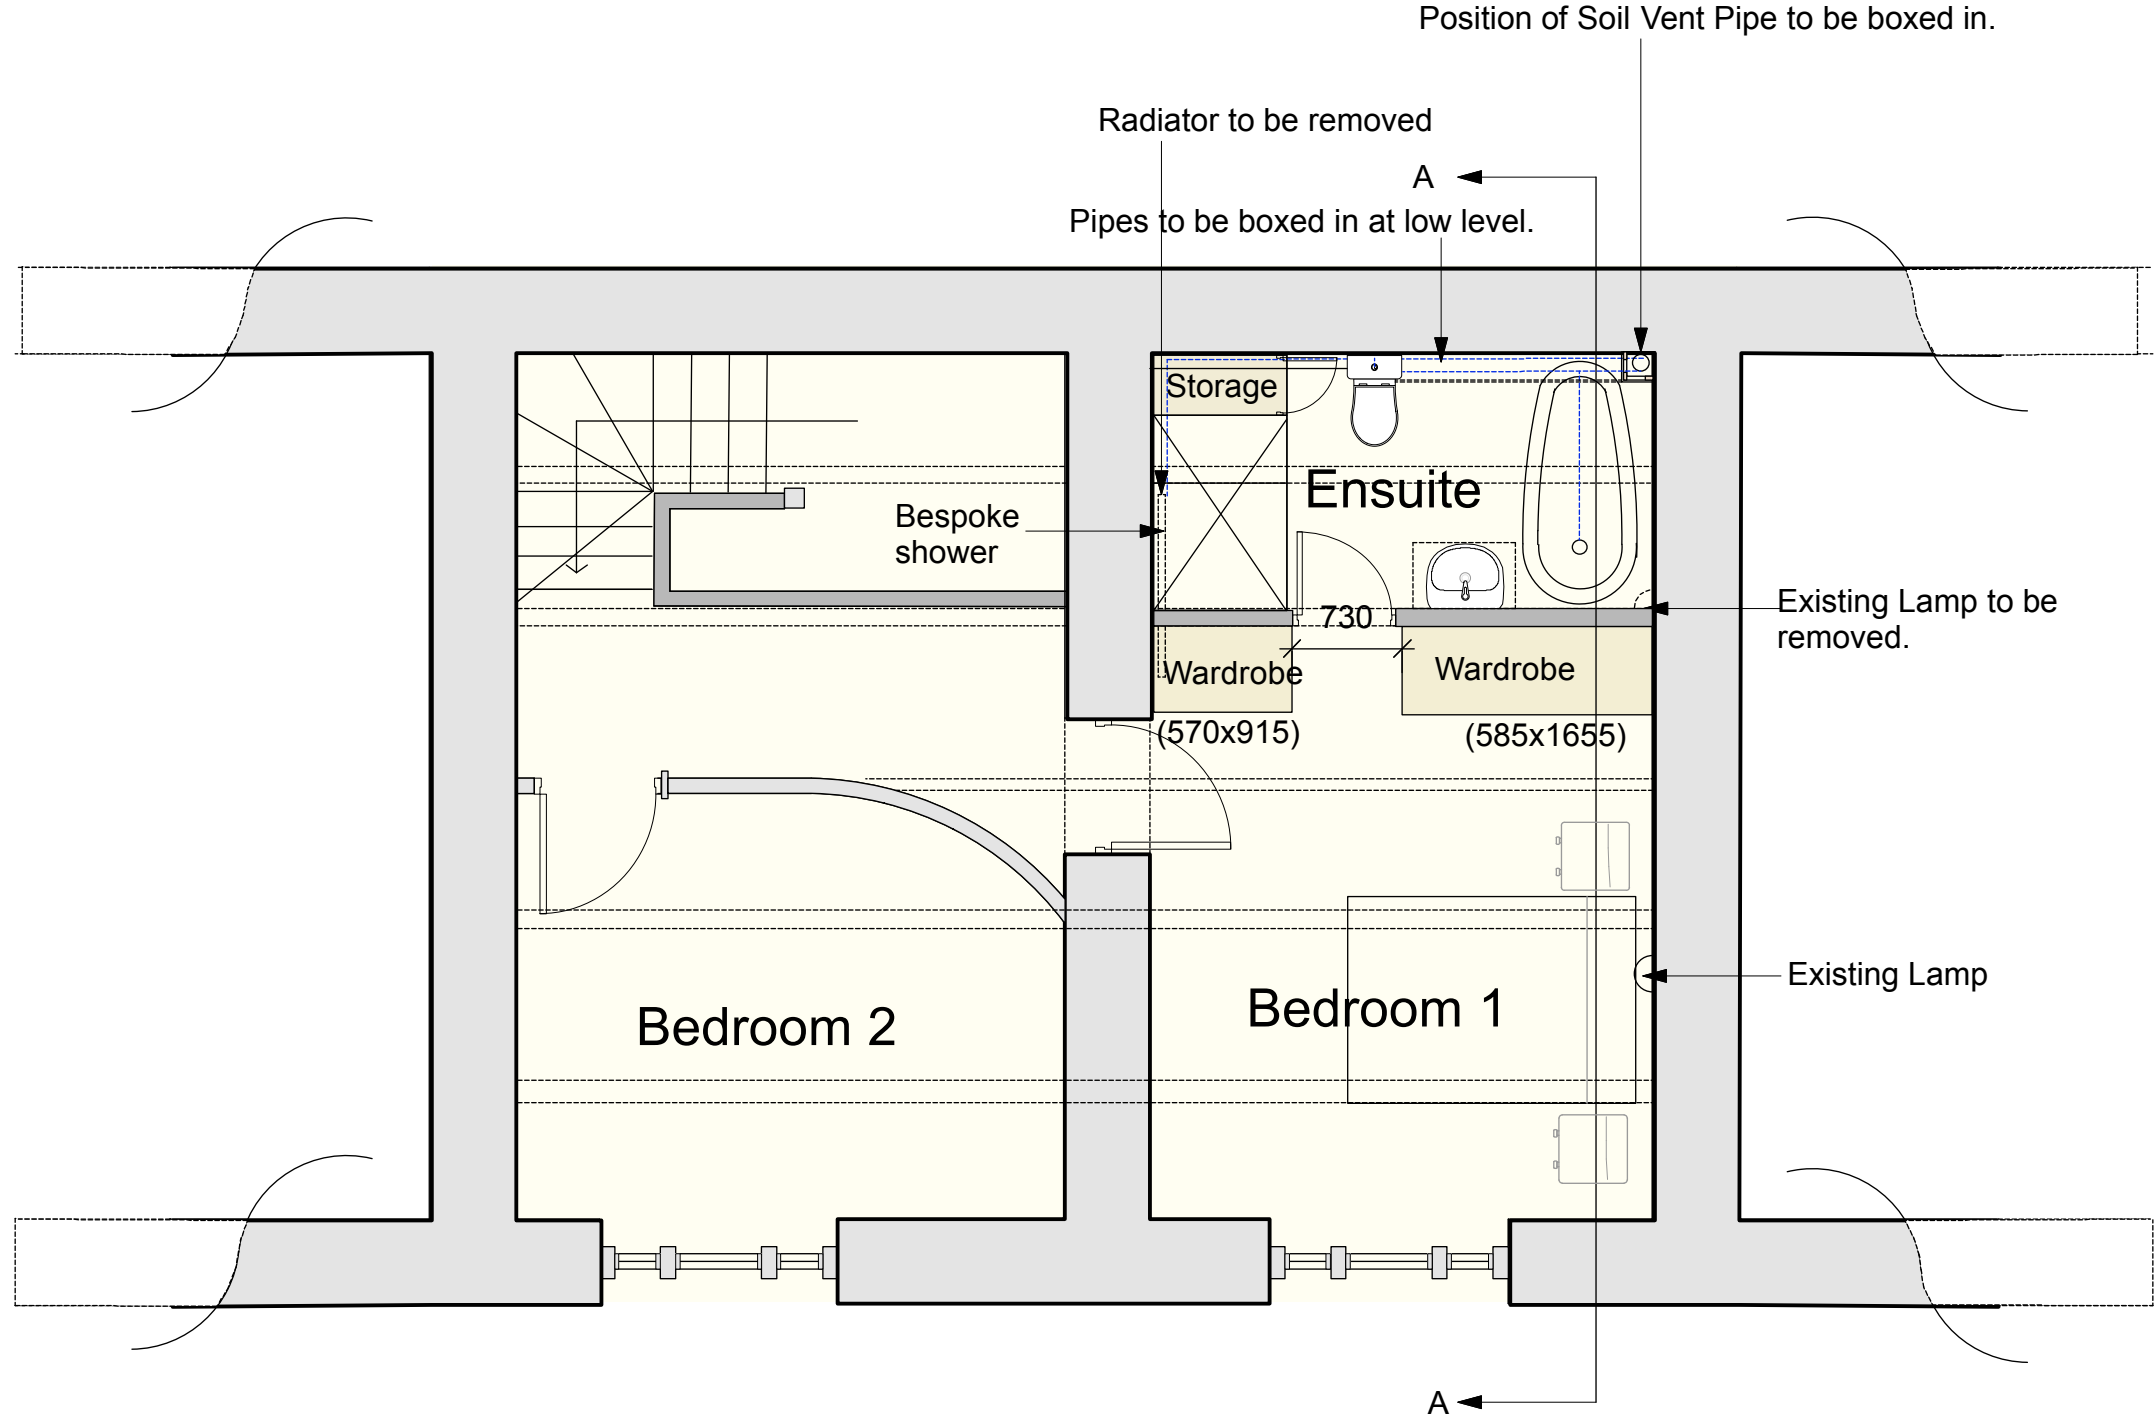 Position of Soil Vent Pipe to be boxed in.
Radiator to be removed
A
Pipes to be boxed in at low level.
Storage
Ensuite
Bespoke
shower
730
Existing Lamp to be
removed.
Wardrobe
Wardrobe
(570x915)
(585x1655)
Existing Lamp
Bedroom 1
Bedroom 2
A